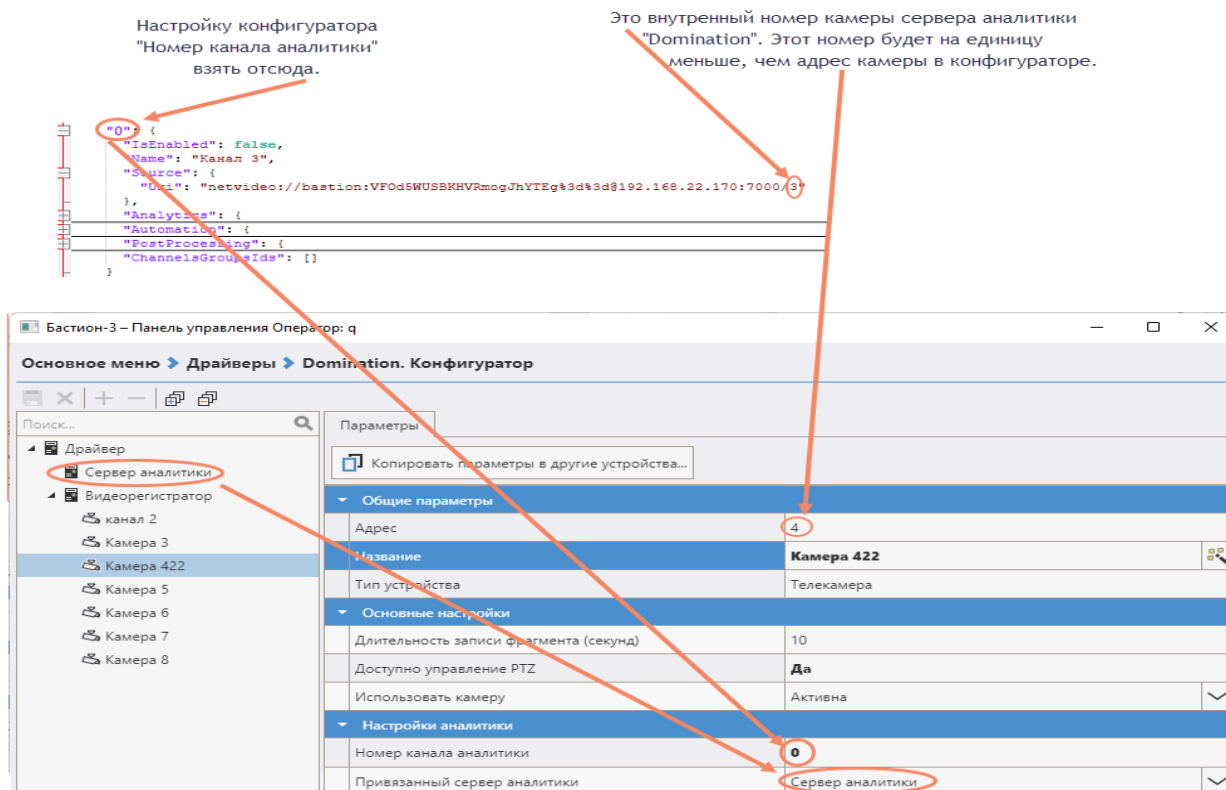 Настройку конфигуратора
"Номер канала аналитики"
взять отсюда.
Это внутренный номер камеры сервера аналитики
"Domination". Этот номер будет на единицу
меньше, чем адрес камеры в конфигураторе.
"0": {
"IsEnabled": false,
"Name": "Канал 3",
"Source": {
"Uri": "netvideo://bastion:VFOd5WUSBKHVRmogJhYTEg%3d%3d@192.168.22.170:7000/3"
},
"Analytics": {
"Automation": {
"PostProcessing": {
"ChannelsGroupsIds": []
}
Бастион-3 – Панель управления Оператор: q
Основное меню > Драйверы > Domination. Конфигуратор
Поиск...
Драйвер
Сервер аналитики
Видеорегистратор
канал 2
Камера 3
Камера 422
Камера 5
Камера 6
Камера 7
Камера 8
Параметры
Копировать параметры в другие устройства...
Общие параметры
Адрес 4
Название Камера 422
Тип устройства Телекамера
Основные настройки
Длительность записи фрагмента (секунд) 10
Доступно управление PTZ Да
Использовать камеру Активна
Настройки аналитики
Номер канала аналитики 0
Привязанный сервер аналитики Сервер аналитики